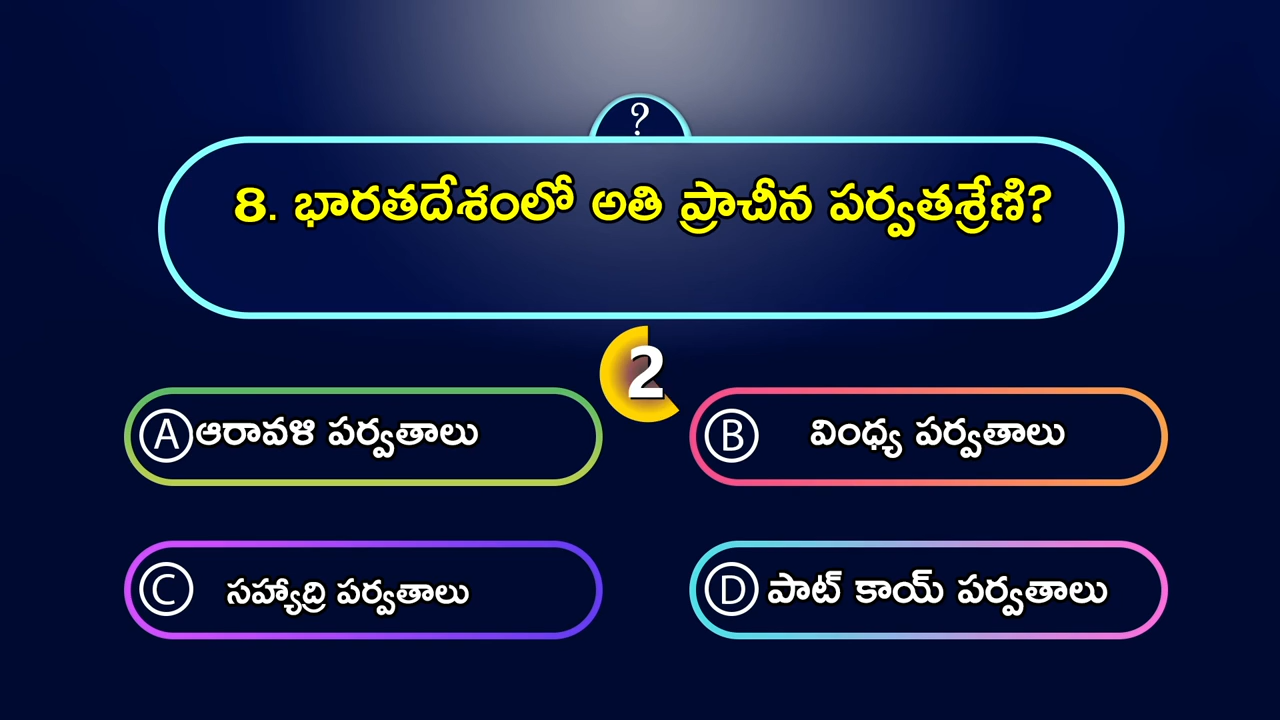 ?
8. భారతదేశంలో అతి ప్రాచీన పర్వతశ్రేణి?
2
A ఆరావళి పర్వతాలు
B వింధ్య పర్వతాలు
C సహ్యాద్రి పర్వతాలు
D పాట్ కాయ్ పర్వతాలు